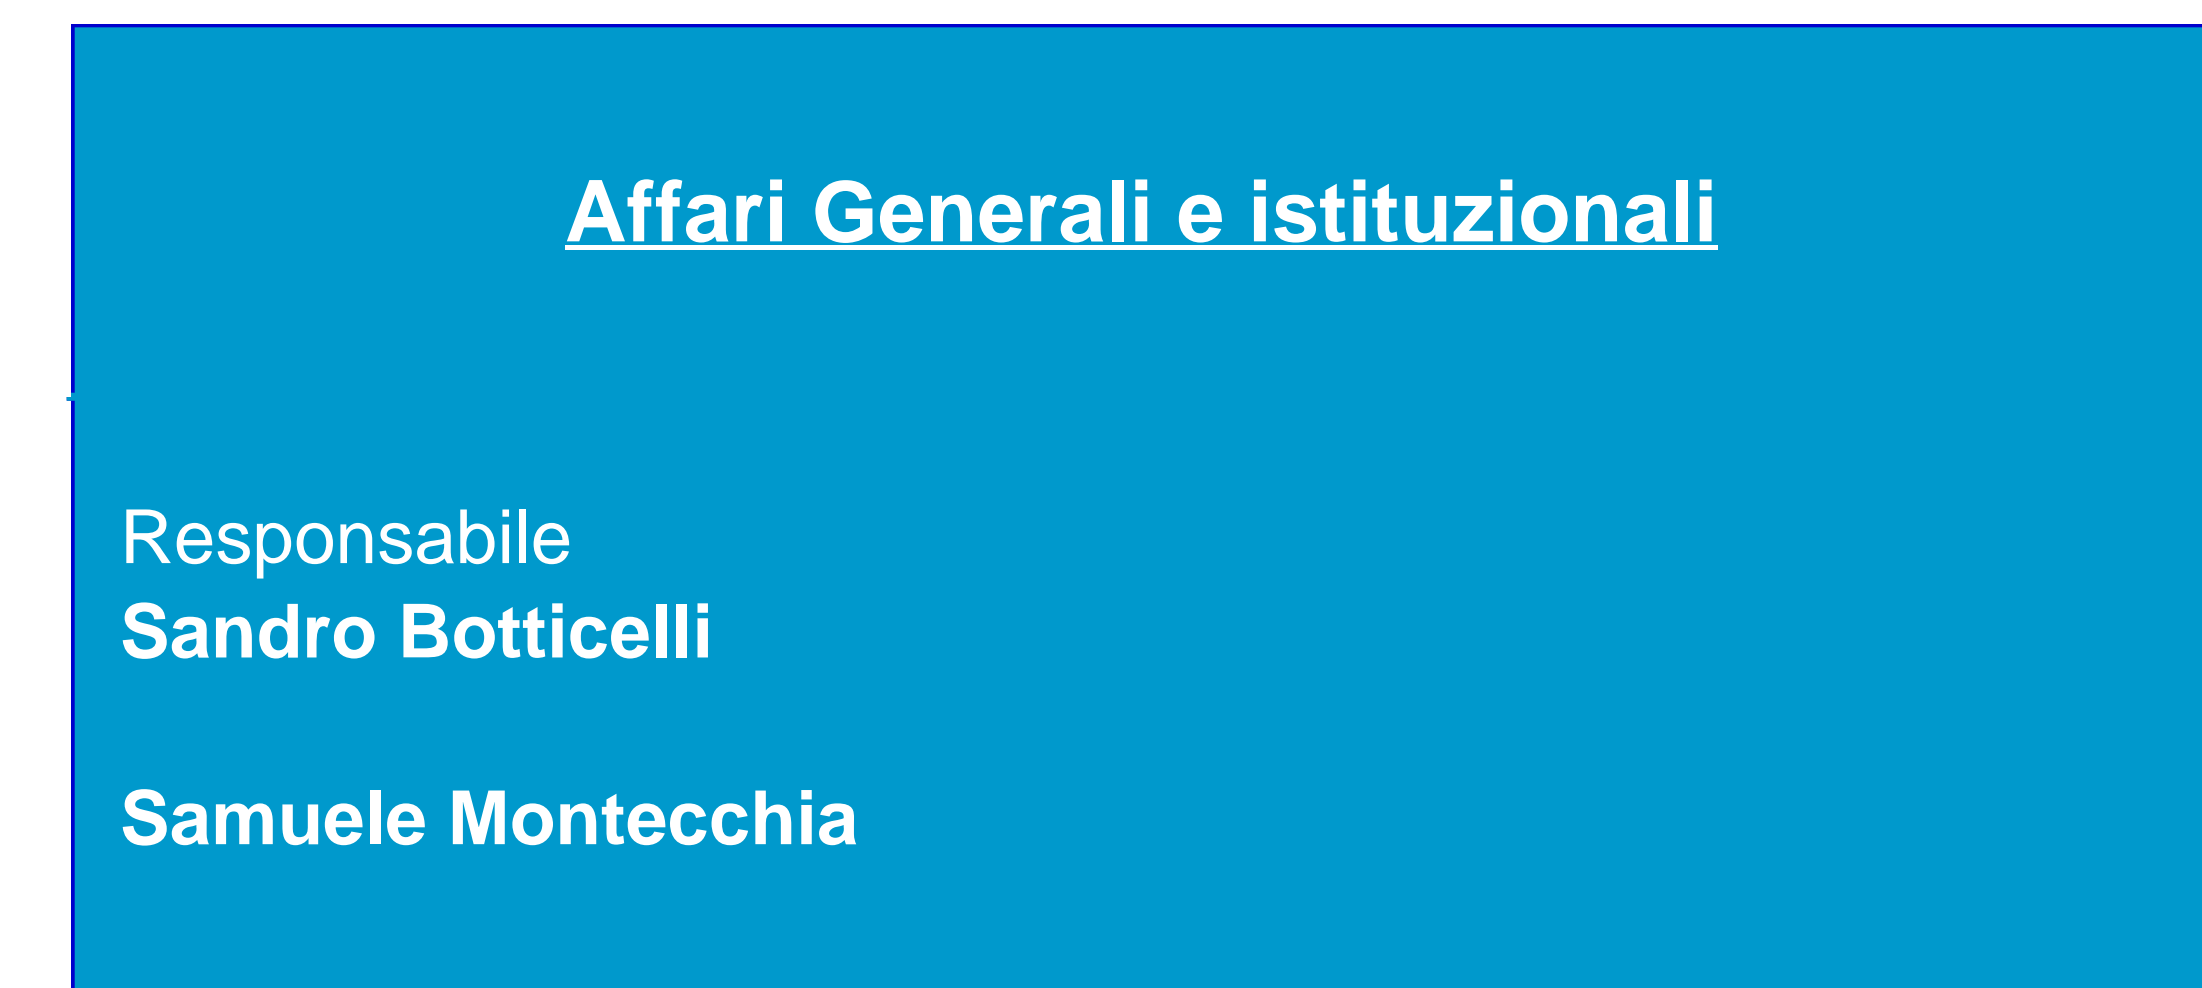 Affari Generali e istituzionali
Responsabile
Sandro Botticelli
Samuele Montecchia